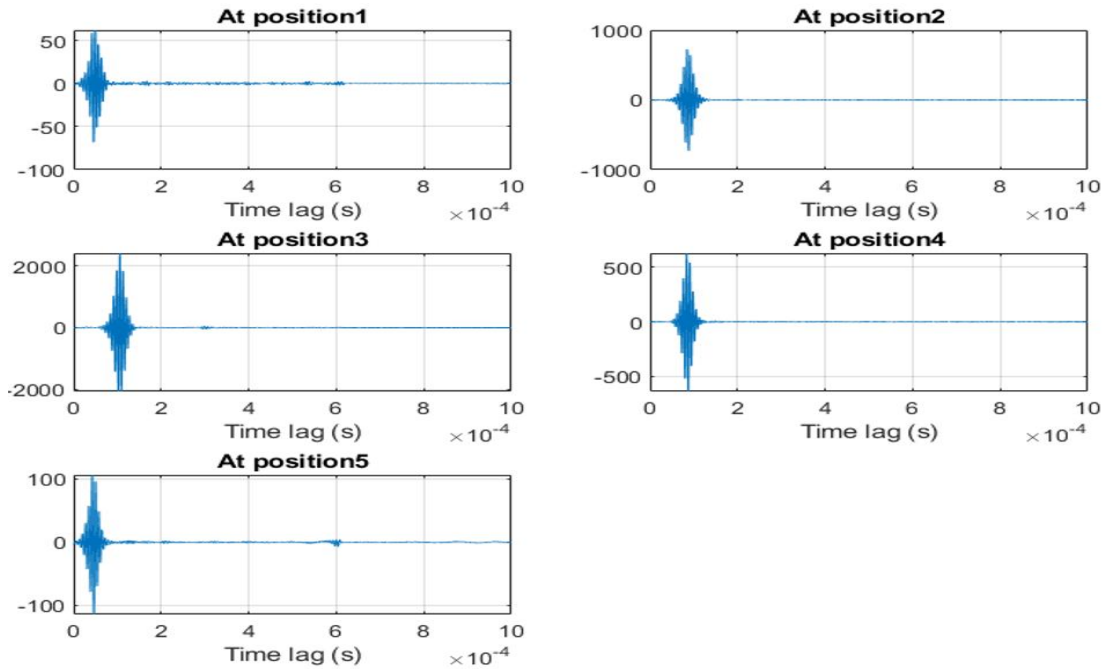 At position1
50
0
-50
-100
0 2 4 6 8 10
Time lag (s) ×10-4
At position2
1000
0
-1000
0 2 4 6 8 10
Time lag (s) ×10-4
At position3
2000
0
-2000
0 2 4 6 8 10
Time lag (s) ×10-4
At position4
500
0
-500
0 2 4 6 8 10
Time lag (s) ×10-4
At position5
100
0
-100
0 2 4 6 8 10
Time lag (s) ×10-4